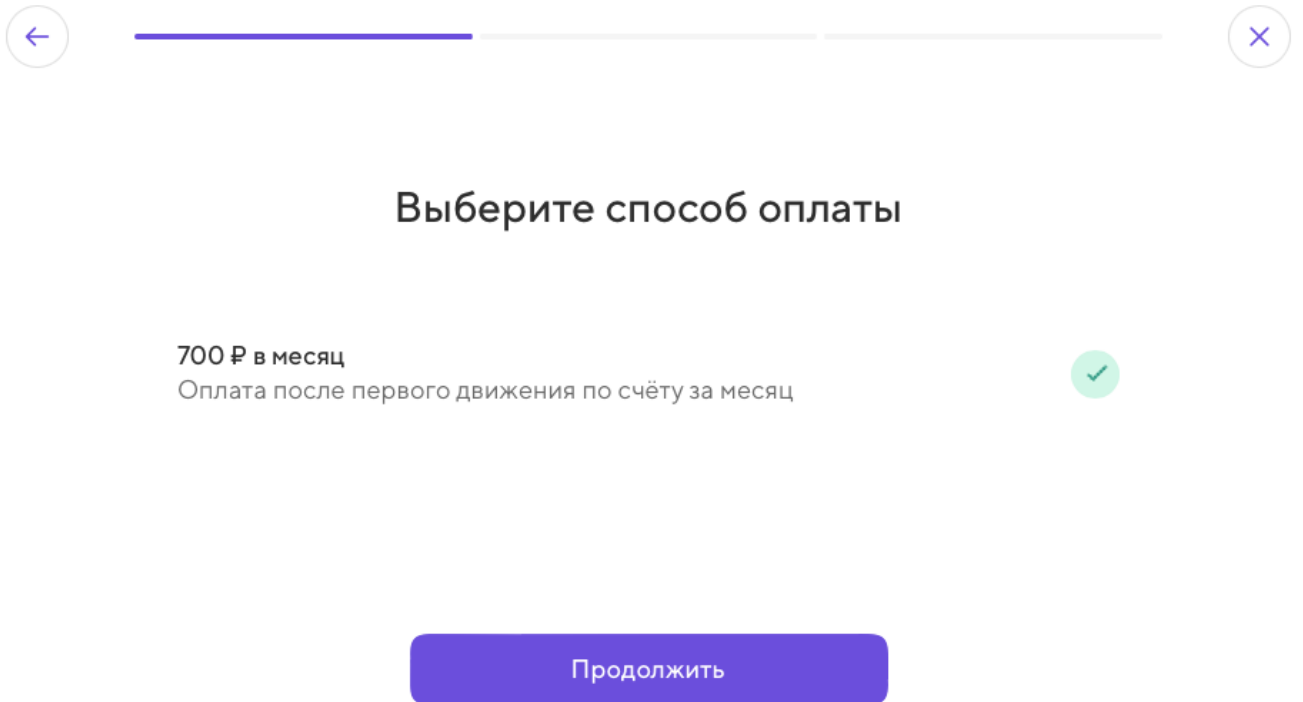 Выберите способ оплаты
700 ₽ в месяц
Оплата после первого движения по счёту за месяц
Продолжить